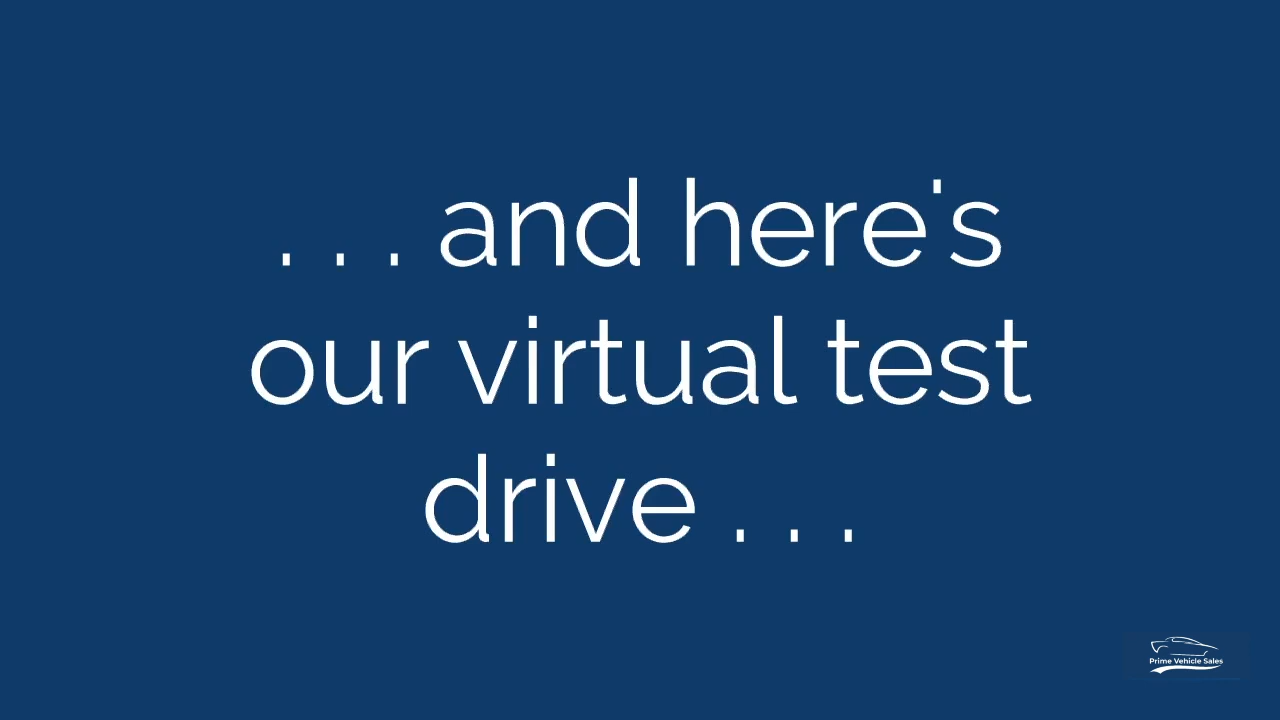 . . . and here's
our virtual test
drive . . .
Prime Vehicle Sales